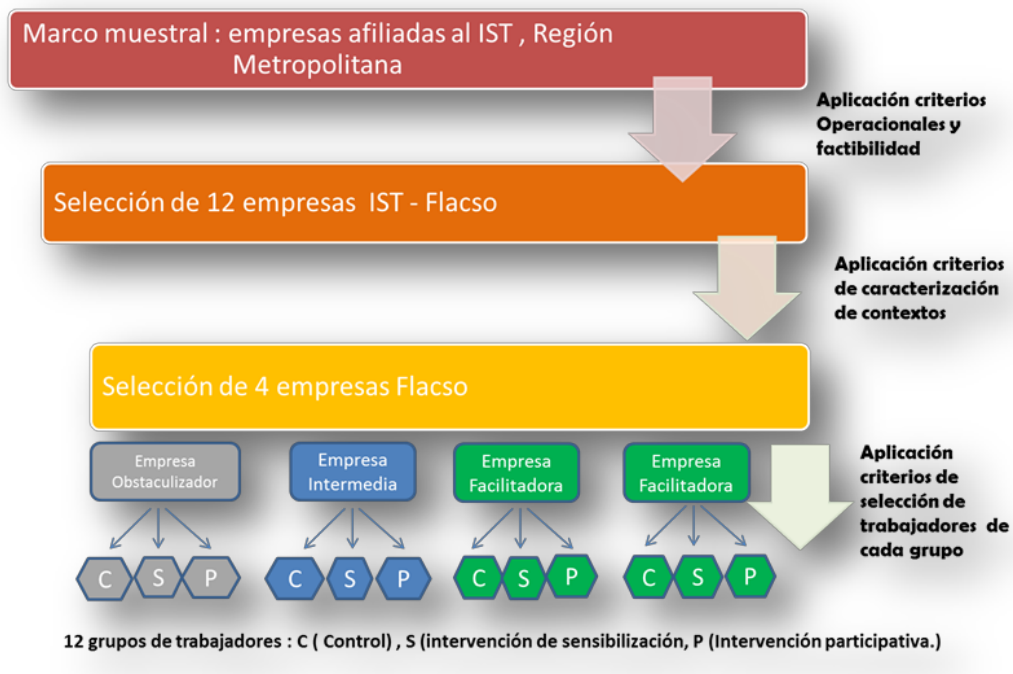 Marco muestral : empresas afiliadas al IST , Región
Metropolitana
Aplicación criterios
Operacionales y
factibilidad
Selección de 12 empresas IST - Flacso
Aplicación criterios
de caracterización
de contextos
Selección de 4 empresas Flacso
Empresa
Obstaculizador
Empresa
Intermedia
Empresa
Facilitadora
Empresa
Facilitadora
Aplicación
criterios de
selección de
trabajadores de
cada grupo
C S P C S P C S P C S P
12 grupos de trabajadores : C ( Control) , S (intervención de sensibilización, P (Intervención participativa.)